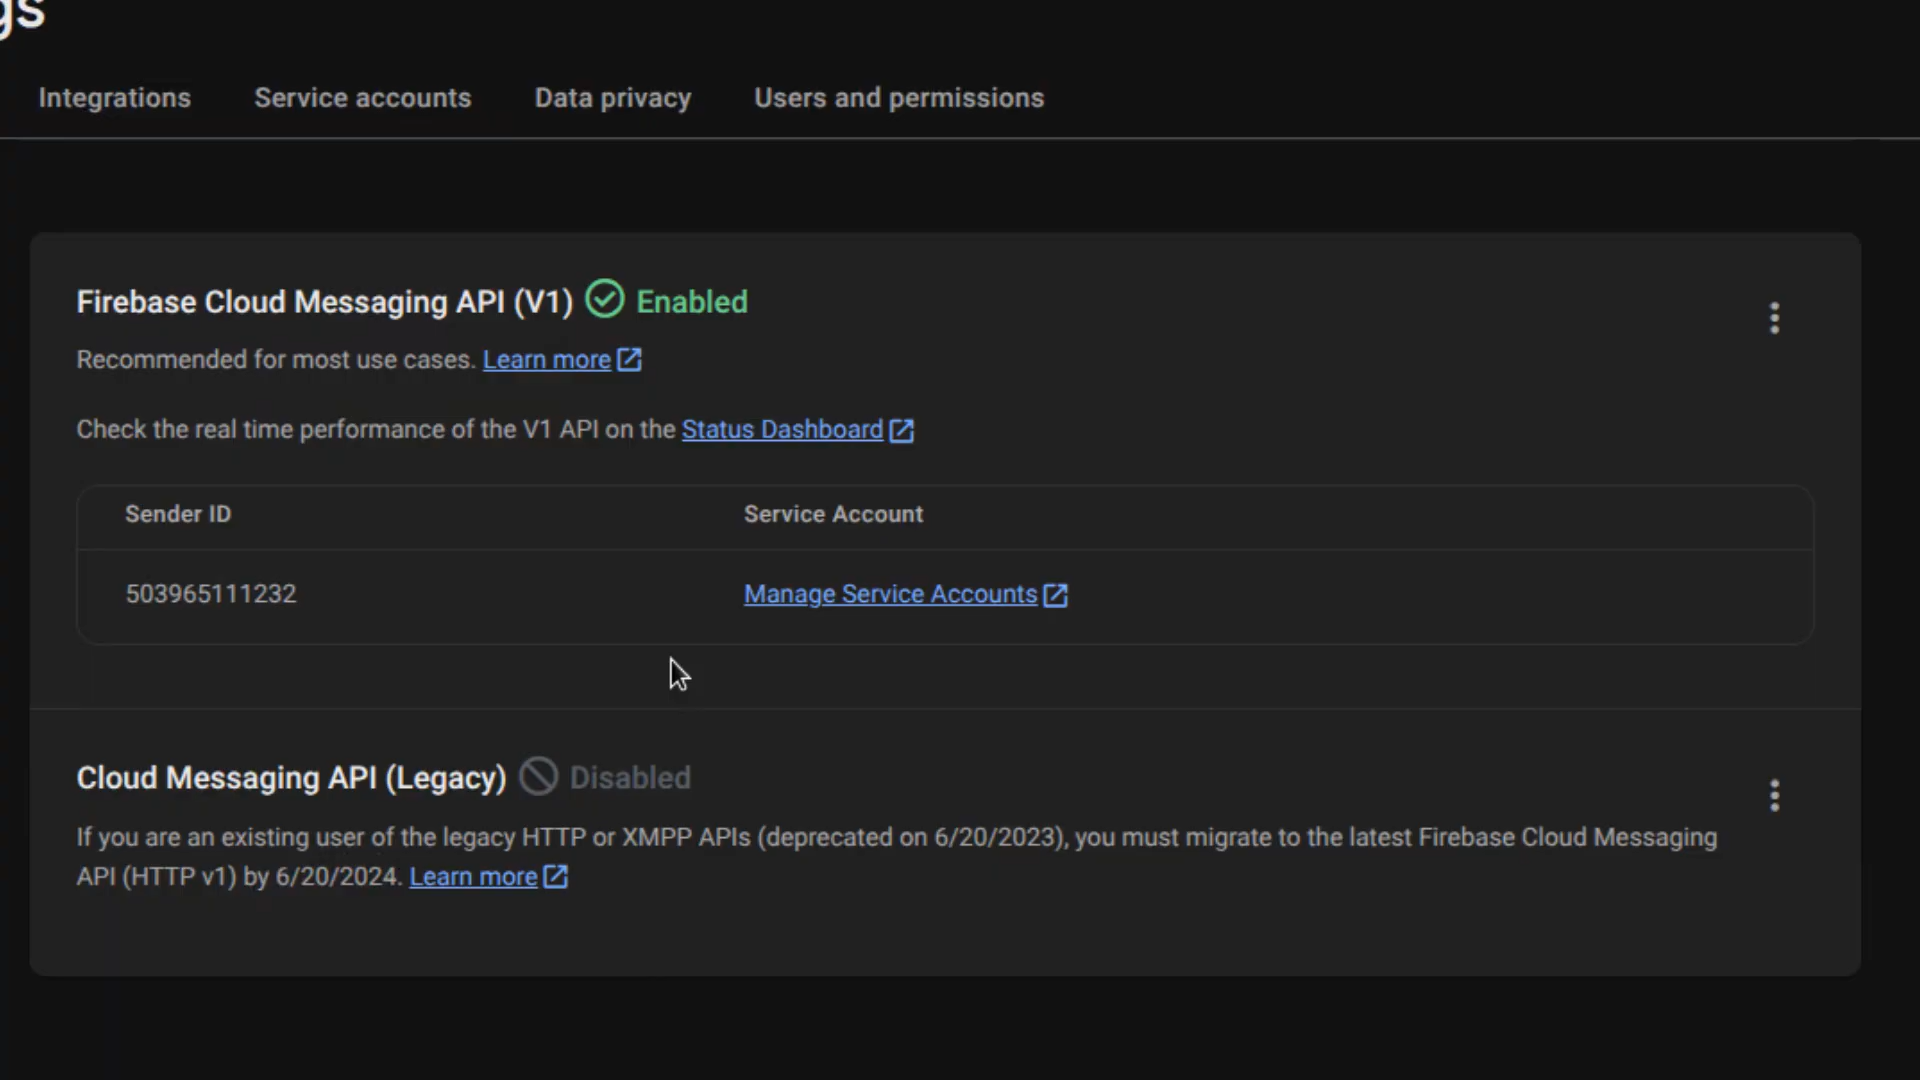 gs
Integrations Service accounts Data privacy Users and permissions
Firebase Cloud Messaging API (V1) Enabled
Recommended for most use cases. Learn more
Check the real time performance of the V1 API on the Status Dashboard
Sender ID Service Account
503965111232 Manage Service Accounts
Cloud Messaging API (Legacy) Disabled
If you are an existing user of the legacy HTTP or XMPP APIs (deprecated on 6/20/2023), you must migrate to the latest Firebase Cloud Messaging
API (HTTP v1) by 6/20/2024. Learn more